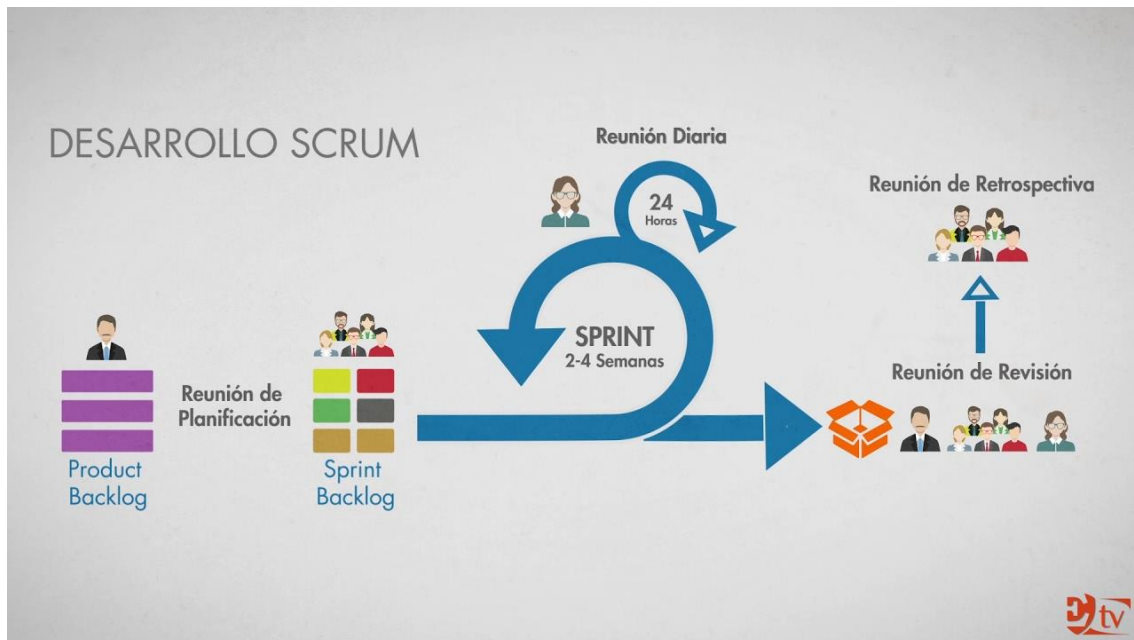 DESARROLLO SCRUM
Reunión Diaria
24
Horas
Reunión de Retrospectiva
SPRINT
2-4 Semanas
Reunión de Revisión
Reunión de
Planificación
Product
Backlog
Sprint
Backlog
E tv